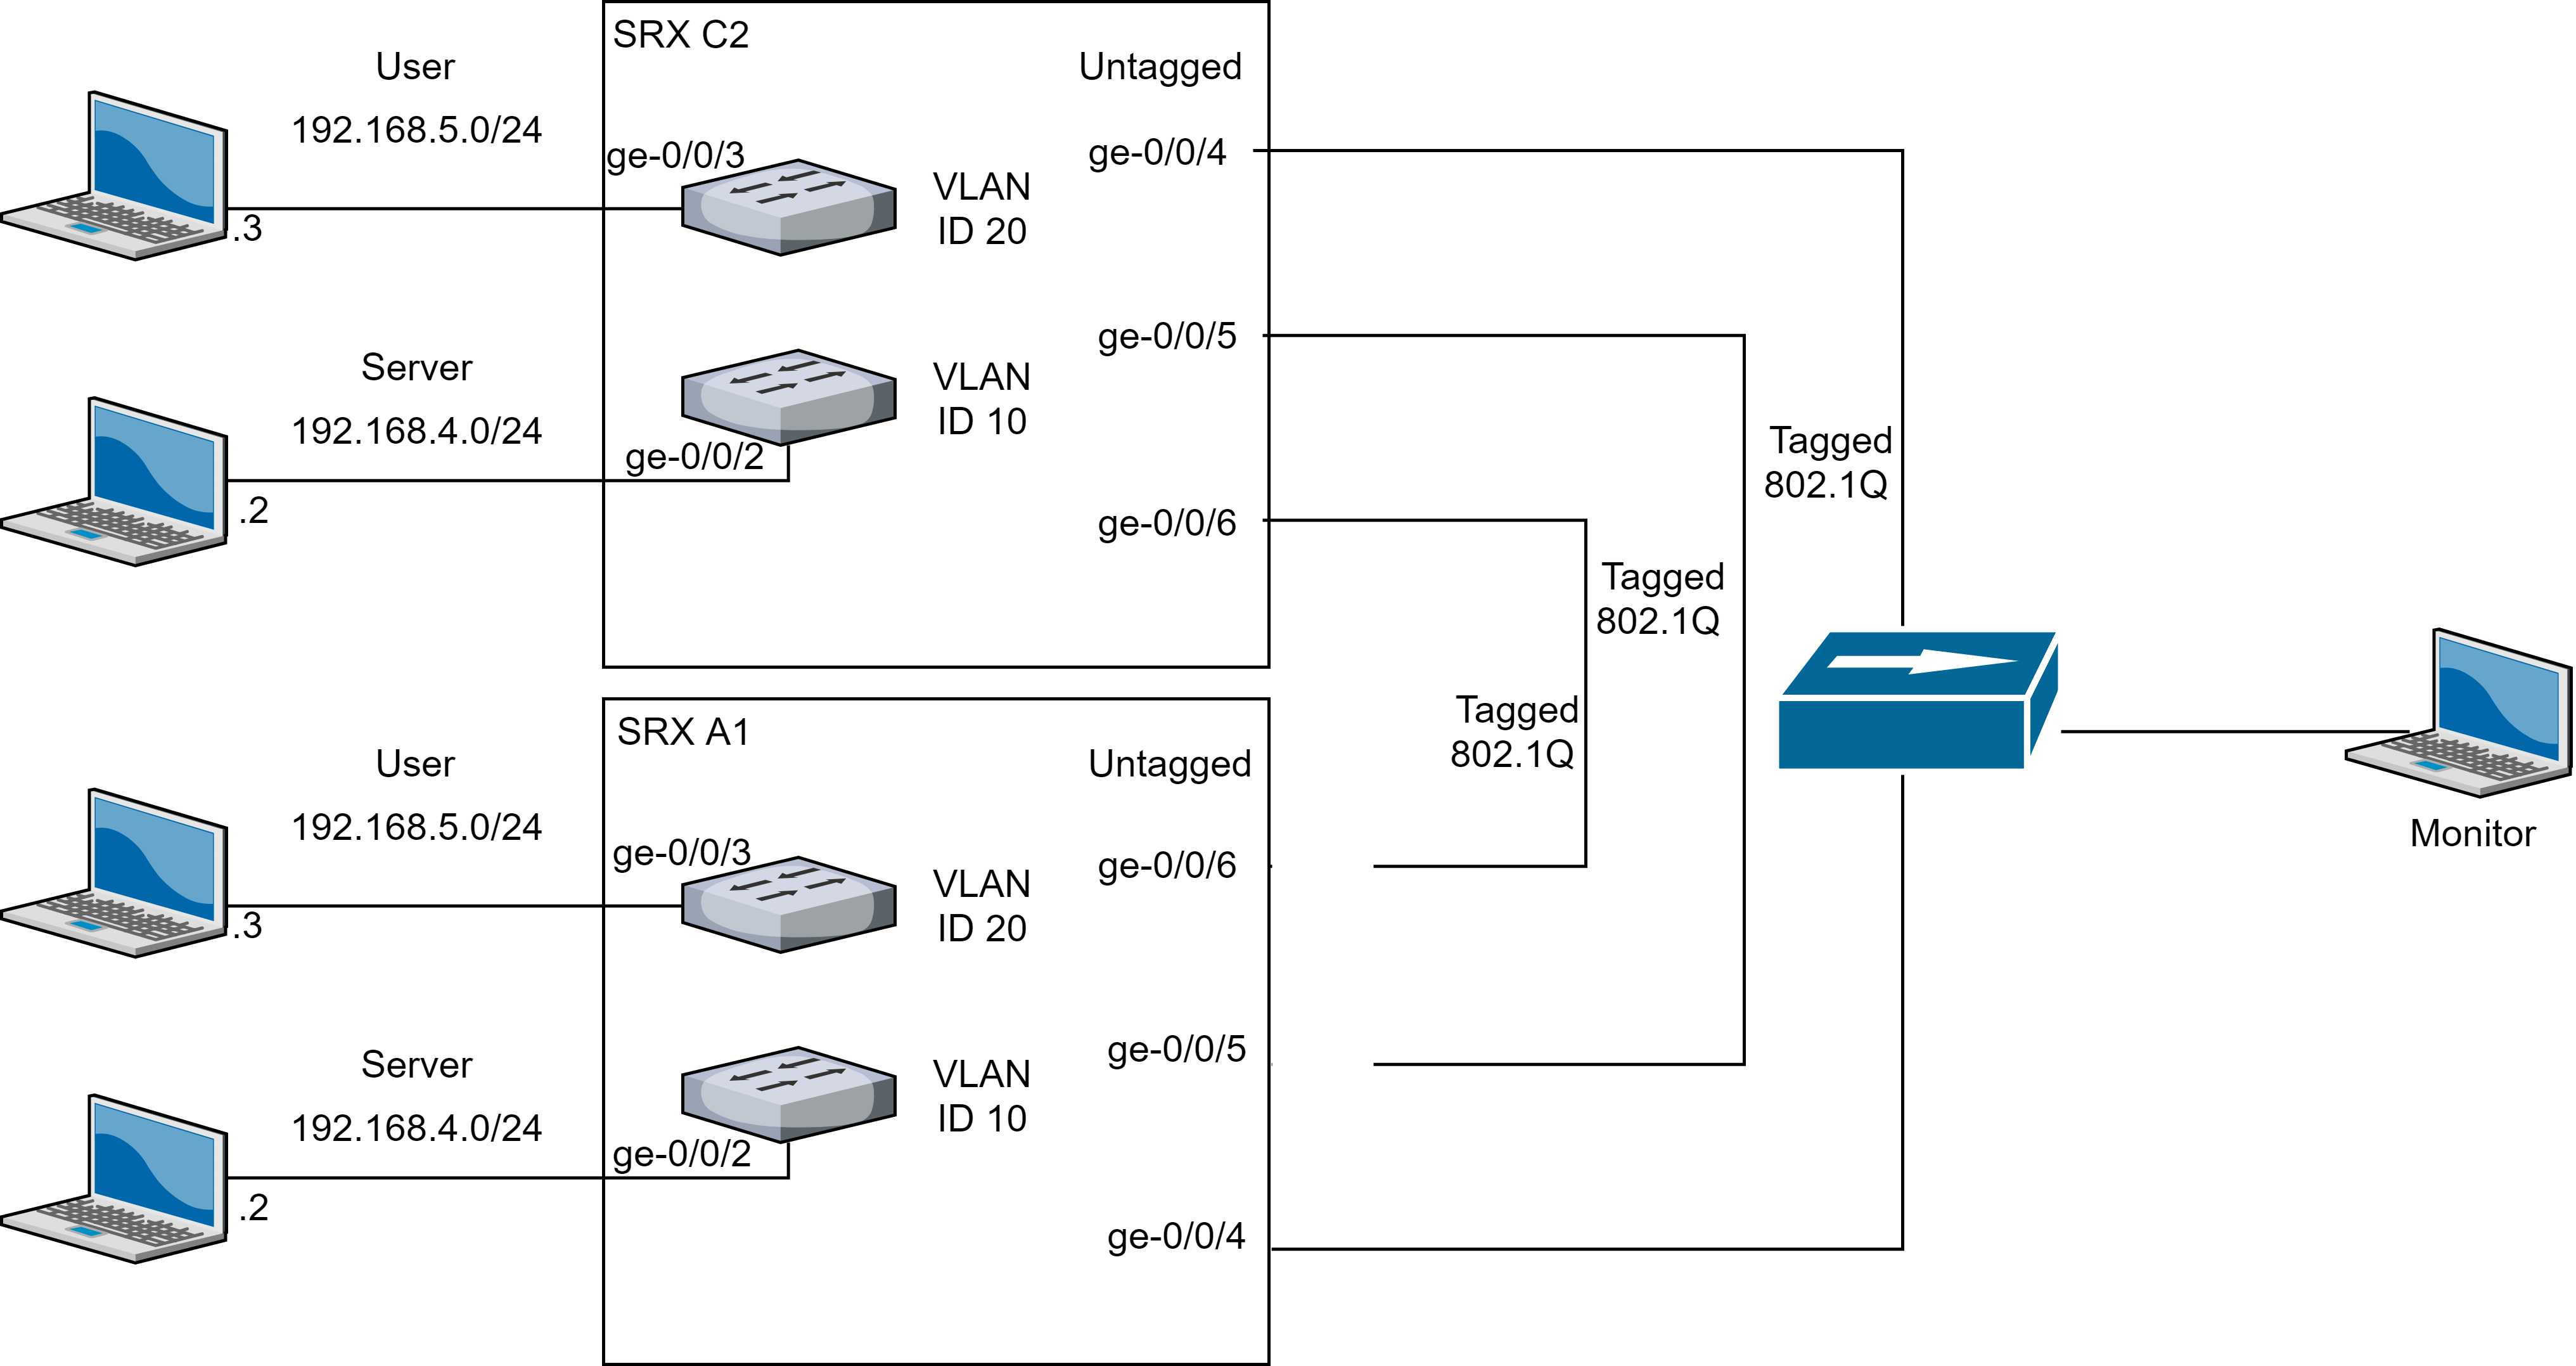 SRX C2
User
Untagged
192.168.5.0/24
ge-0/0/3
ge-0/0/4
VLAN
ID 20
.3
ge-0/0/5
Server
VLAN
ID 10
192.168.4.0/24
ge-0/0/2
.2
ge-0/0/6
Tagged
802.1Q
Tagged
802.1Q
Tagged
802.1Q
SRX A1
User
Untagged
192.168.5.0/24
ge-0/0/3
ge-0/0/6
VLAN
ID 20
.3
ge-0/0/5
Server
VLAN
ID 10
192.168.4.0/24
ge-0/0/2
.2
ge-0/0/4
Monitor